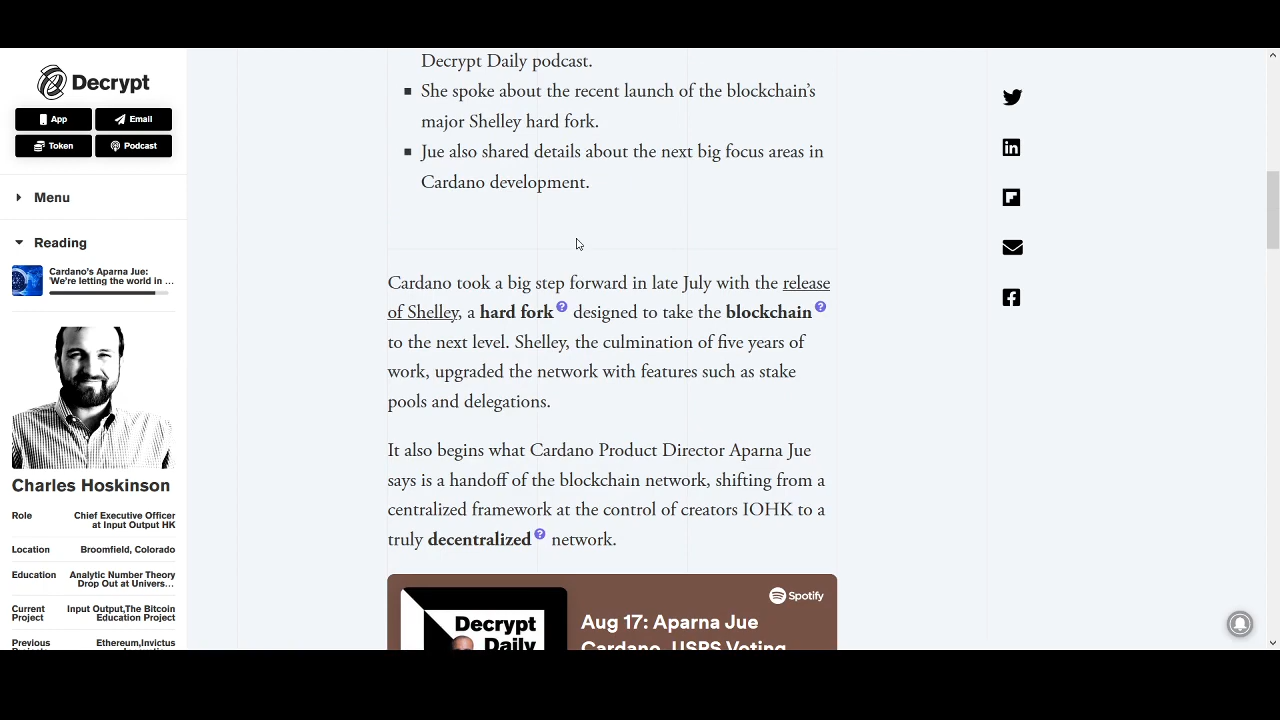 Decrypt
App
Email
Token
Podcast
Menu
Reading
Cardano's Aparna Jue:
'We're letting the world in ...
Charles Hoskinson
Role
Chief Executive Officer
at Input Output HK
Location
Broomfield, Colorado
Education
Analytic Number Theory
Drop Out at Univers...
Current
Project
Input Output,The Bitcoin
Education Project
Previous
Ethereum,Invictus
Decrypt Daily podcast.
She spoke about the recent launch of the blockchain's
major Shelley hard fork.
Jue also shared details about the next big focus areas in
Cardano development.
Cardano took a big step forward in late July with the release
of Shelley, a hard fork ? designed to take the blockchain ?
to the next level. Shelley, the culmination of five years of
work, upgraded the network with features such as stake
pools and delegations.
It also begins what Cardano Product Director Aparna Jue
says is a handoff of the blockchain network, shifting from a
centralized framework at the control of creators IOHK to a
truly decentralized ? network.
Decrypt
Daily
Spotify
Aug 17: Aparna Jue
Cardano, USPS Voting